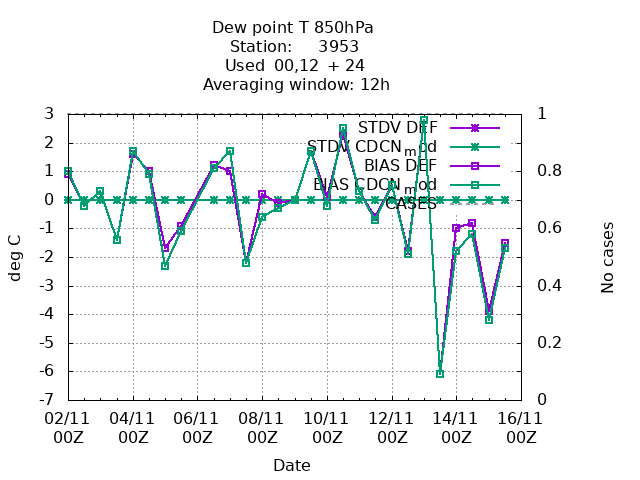 Dew point T 850hPa
Station: 3953
Used 00,12 + 24
Averaging window: 12h
3
2
1
0
-1
-2
-3
-4
-5
-6
-7
deg C
1
0.8
0.6
0.4
0.2
0
No cases
STDV DEF
STDV CDCN_mod
BIAS DEF
BIAS CDCN_mod
CASES
02/11 04/11 06/11 08/11 10/11 12/11 14/11 16/11
00Z 00Z 00Z 00Z 00Z 00Z 00Z 00Z
Date